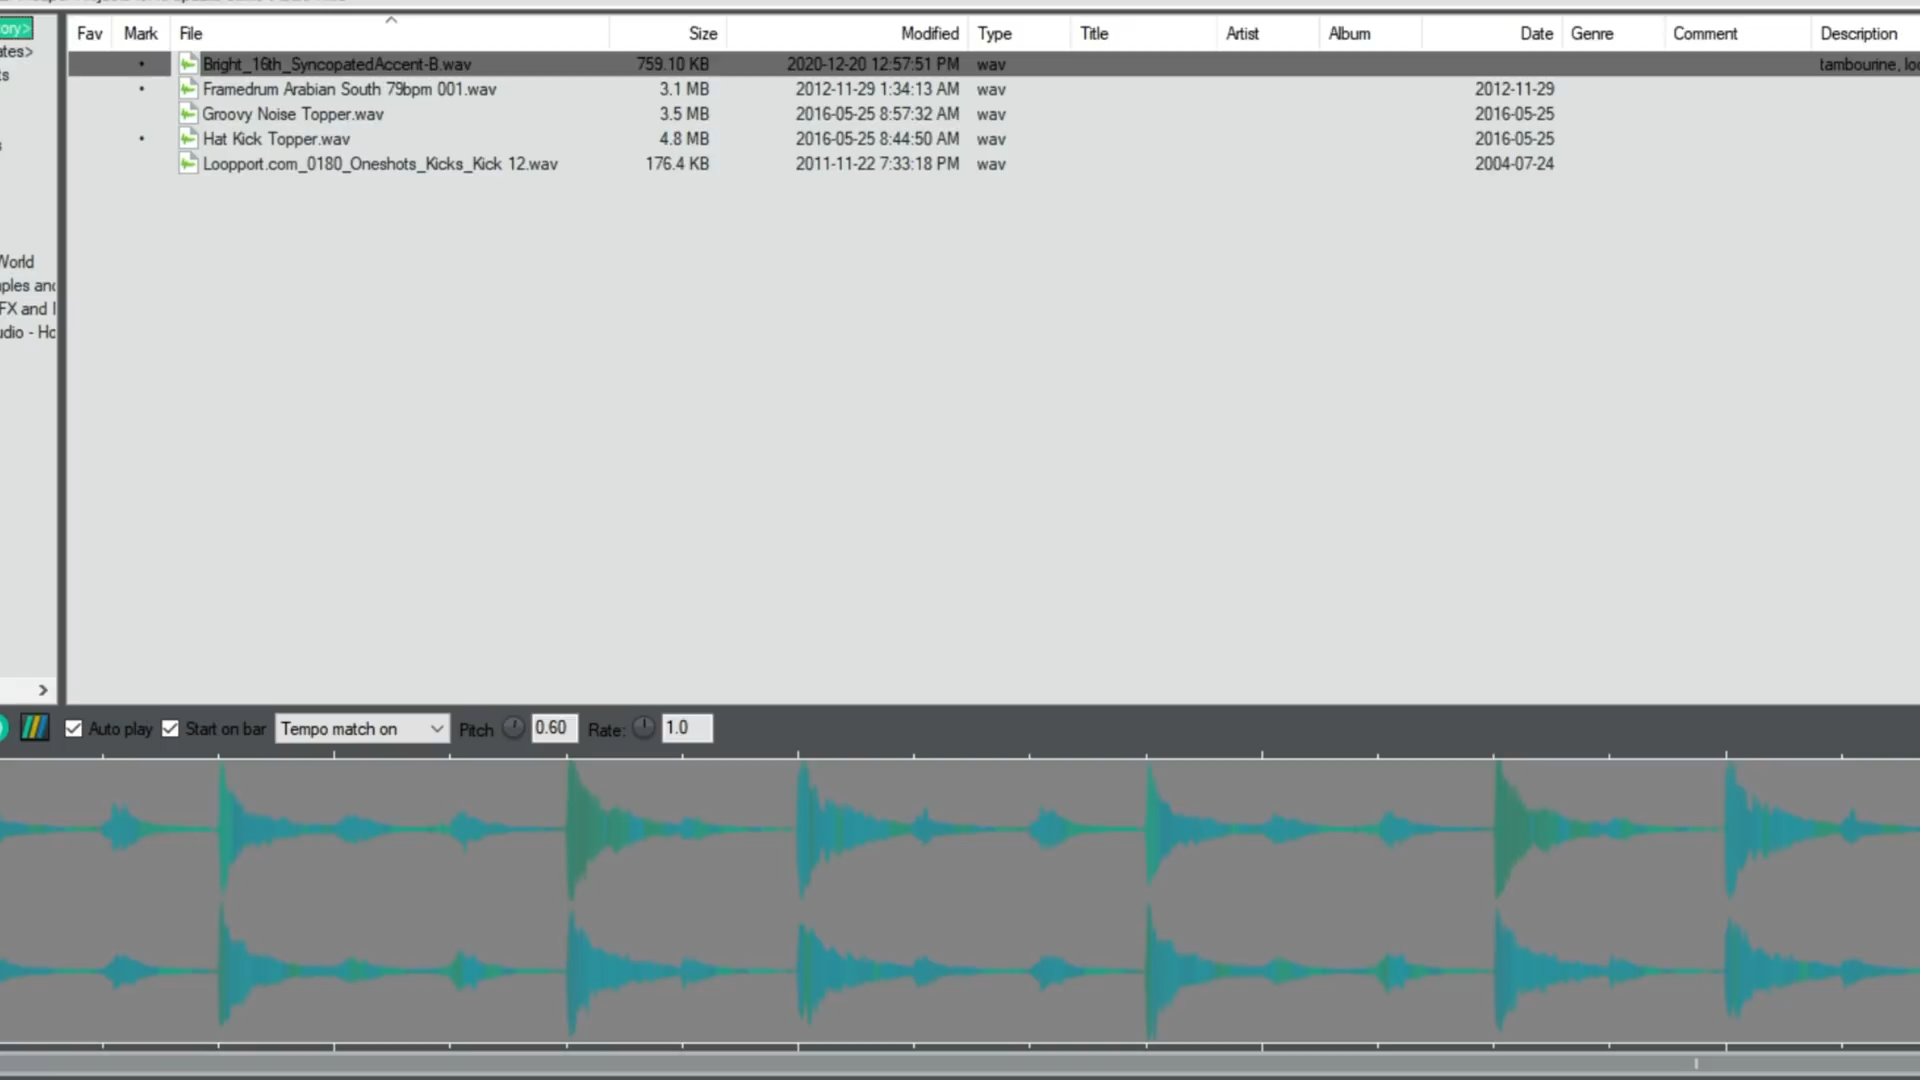 ory>
ates>
ts
s
World
ples and
FX and I
udio - Ho
Fav Mark File Size Modified Type Title Artist Album Date Genre Comment Description
Bright_16th_SyncopatedAccent-B.wav 759.10 KB 2020-12-20 12:57:51 PM wav tambourine, loo
Framedrum Arabian South 79bpm 001.wav 3.1 MB 2012-11-29 1:34:13 AM wav 2012-11-29
Groovy Noise Topper.wav 3.5 MB 2016-05-25 8:57:32 AM wav 2016-05-25
Hat Kick Topper.wav 4.8 MB 2016-05-25 8:44:50 AM wav 2016-05-25
Loopport.com_0180_Oneshots_Kicks_Kick 12.wav 176.4 KB 2011-11-22 7:33:18 PM wav 2004-07-24
Auto play Start on bar Tempo match on Pitch 0.60 Rate: 1.0